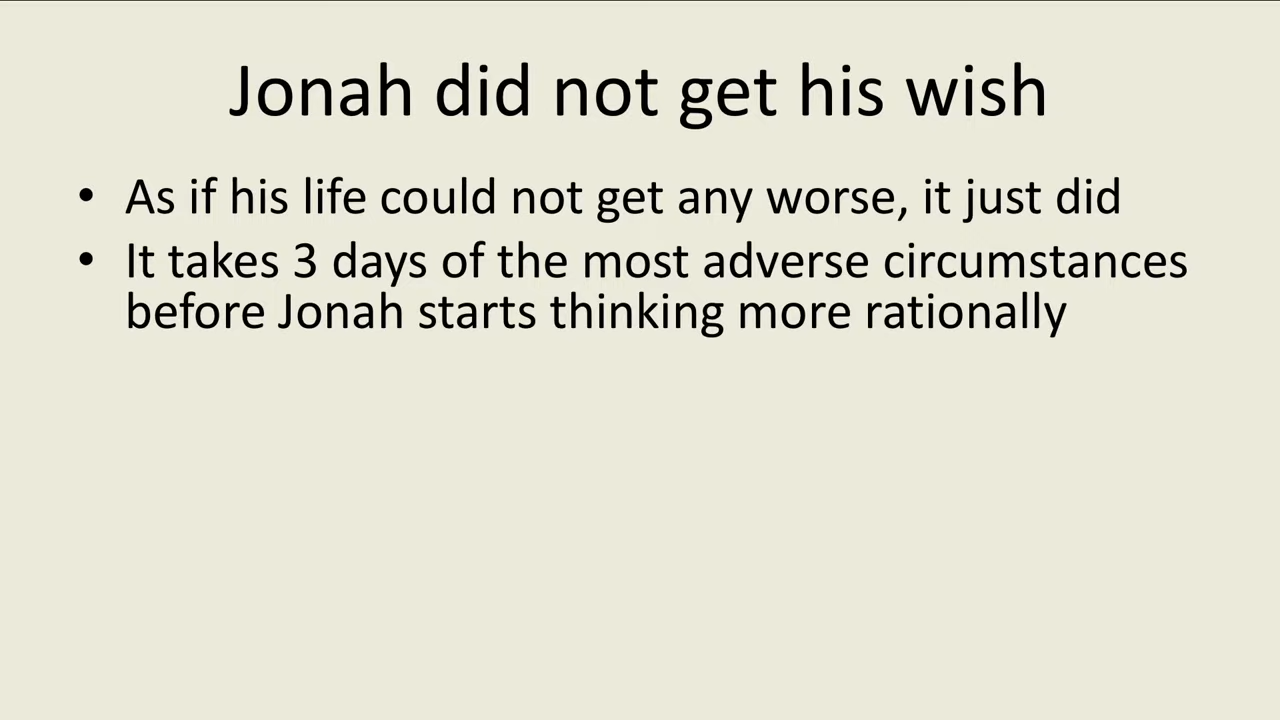 Jonah did not get his wish
• As if his life could not get any worse, it just did
• It takes 3 days of the most adverse circumstances
before Jonah starts thinking more rationally